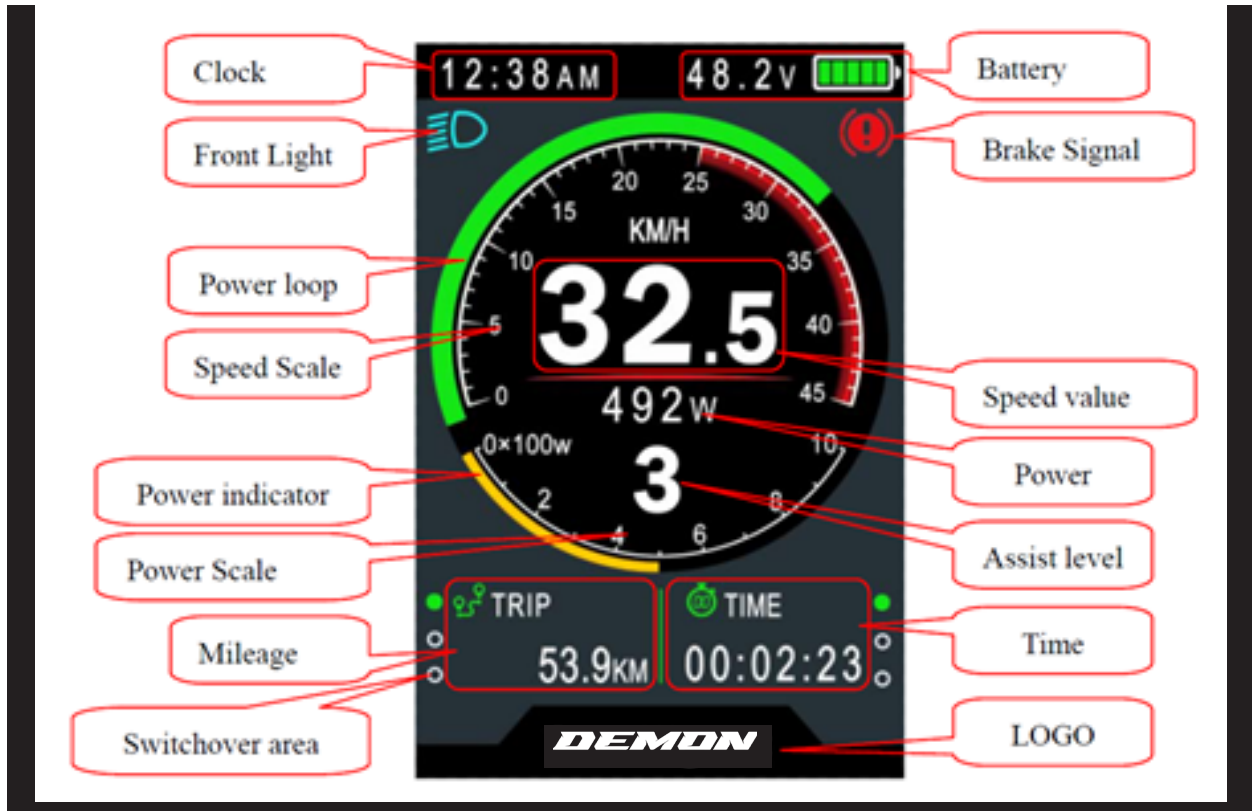 Clock
12:38AM
48.2V
Battery
Front Light
Brake Signal
20 25
15 30
KM/H
10 35
Power loop
32.5
5 40
Speed Scale
0 45
Speed value
492W
0×100w 10
Power
Power indicator
3
2 8
4 6
Assist level
Power Scale
TRIP
TIME
Mileage
53.9KM
00:02:23
Time
Switchover area
DEMON
LOGO